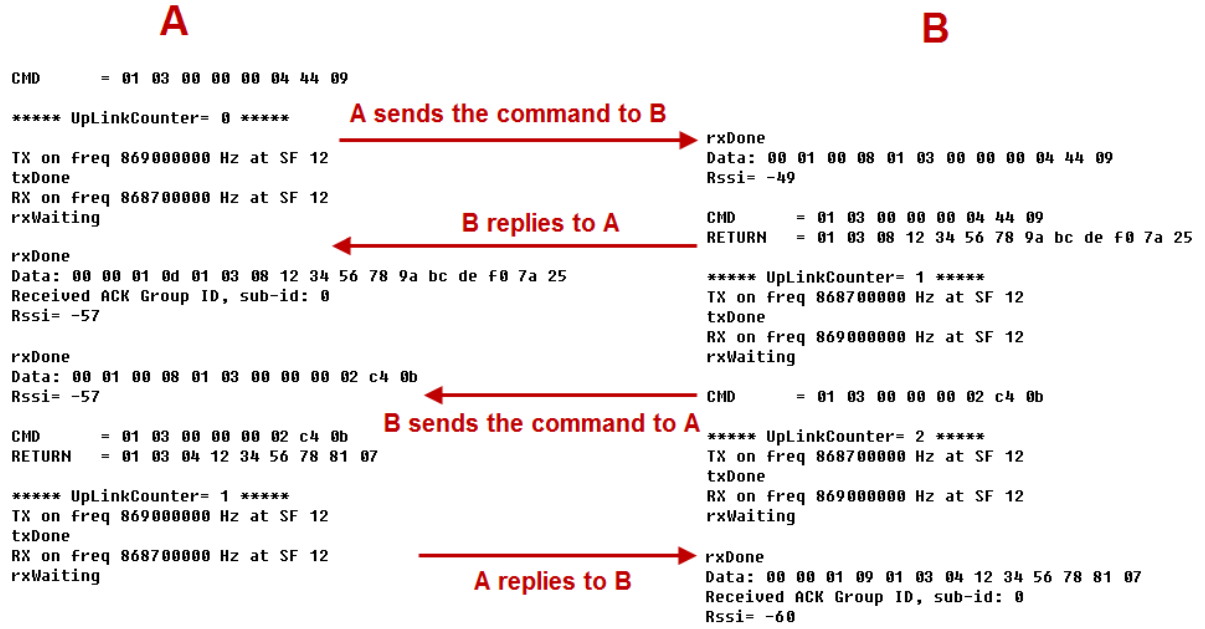 A
CMD = 01 03 00 00 00 04 44 09
***** UpLinkCounter= 0 *****
TX on freq 869000000 Hz at SF 12
txDone
RX on freq 868700000 Hz at SF 12
rxWaiting
rxDone
Data: 00 00 01 0d 01 03 08 12 34 56 78 9a bc de f0 7a 25
Received ACK Group ID, sub-id: 0
Rssi= -57
rxDone
Data: 00 01 00 08 01 03 00 00 00 02 c4 0b
Rssi= -57
CMD = 01 03 00 00 00 02 c4 0b
RETURN = 01 03 04 12 34 56 78 81 07
***** UpLinkCounter= 1 *****
TX on freq 869000000 Hz at SF 12
txDone
RX on freq 868700000 Hz at SF 12
rxWaiting
A sends the command to B
B replies to A
B sends the command to A
A replies to B
B
rxDone
Data: 00 01 00 08 01 03 00 00 00 04 44 09
Rssi= -49
CMD = 01 03 00 00 00 04 44 09
RETURN = 01 03 08 12 34 56 78 9a bc de f0 7a 25
***** UpLinkCounter= 1 *****
TX on freq 868700000 Hz at SF 12
txDone
RX on freq 869000000 Hz at SF 12
rxWaiting
CMD = 01 03 00 00 00 02 c4 0b
***** UpLinkCounter= 2 *****
TX on freq 868700000 Hz at SF 12
txDone
RX on freq 869000000 Hz at SF 12
rxWaiting
rxDone
Data: 00 00 01 09 01 03 04 12 34 56 78 81 07
Received ACK Group ID, sub-id: 0
Rssi= -60